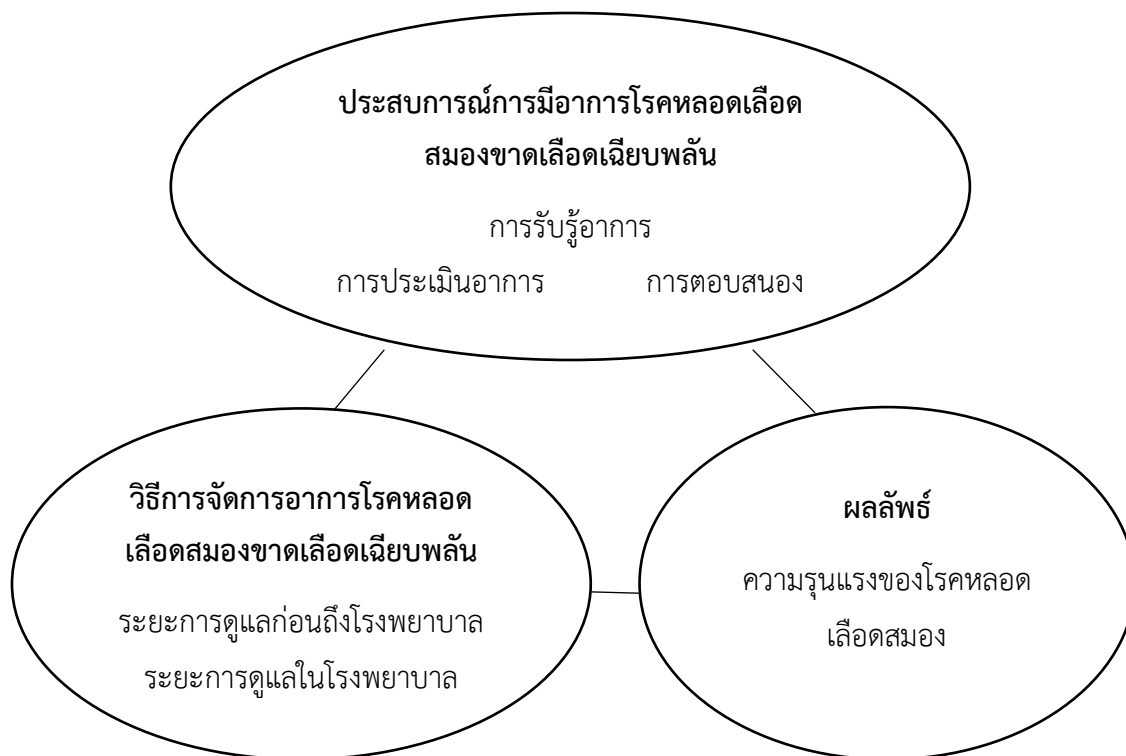 ประสบการณ์การมีอาการโรคหลอดเลือด
สมองขาดเลือดเฉียบพลัน
การรับรู้อาการ
การประเมินอาการ การตอบสนอง
วิธีการจัดการอาการโรคหลอด
เลือดสมองขาดเลือดเฉียบพลัน
ระยะการดูแลก่อนถึงโรงพยาบาล
ระยะการดูแลในโรงพยาบาล
ผลลัพธ์
ความรุนแรงของโรคหลอด
เลือดสมอง